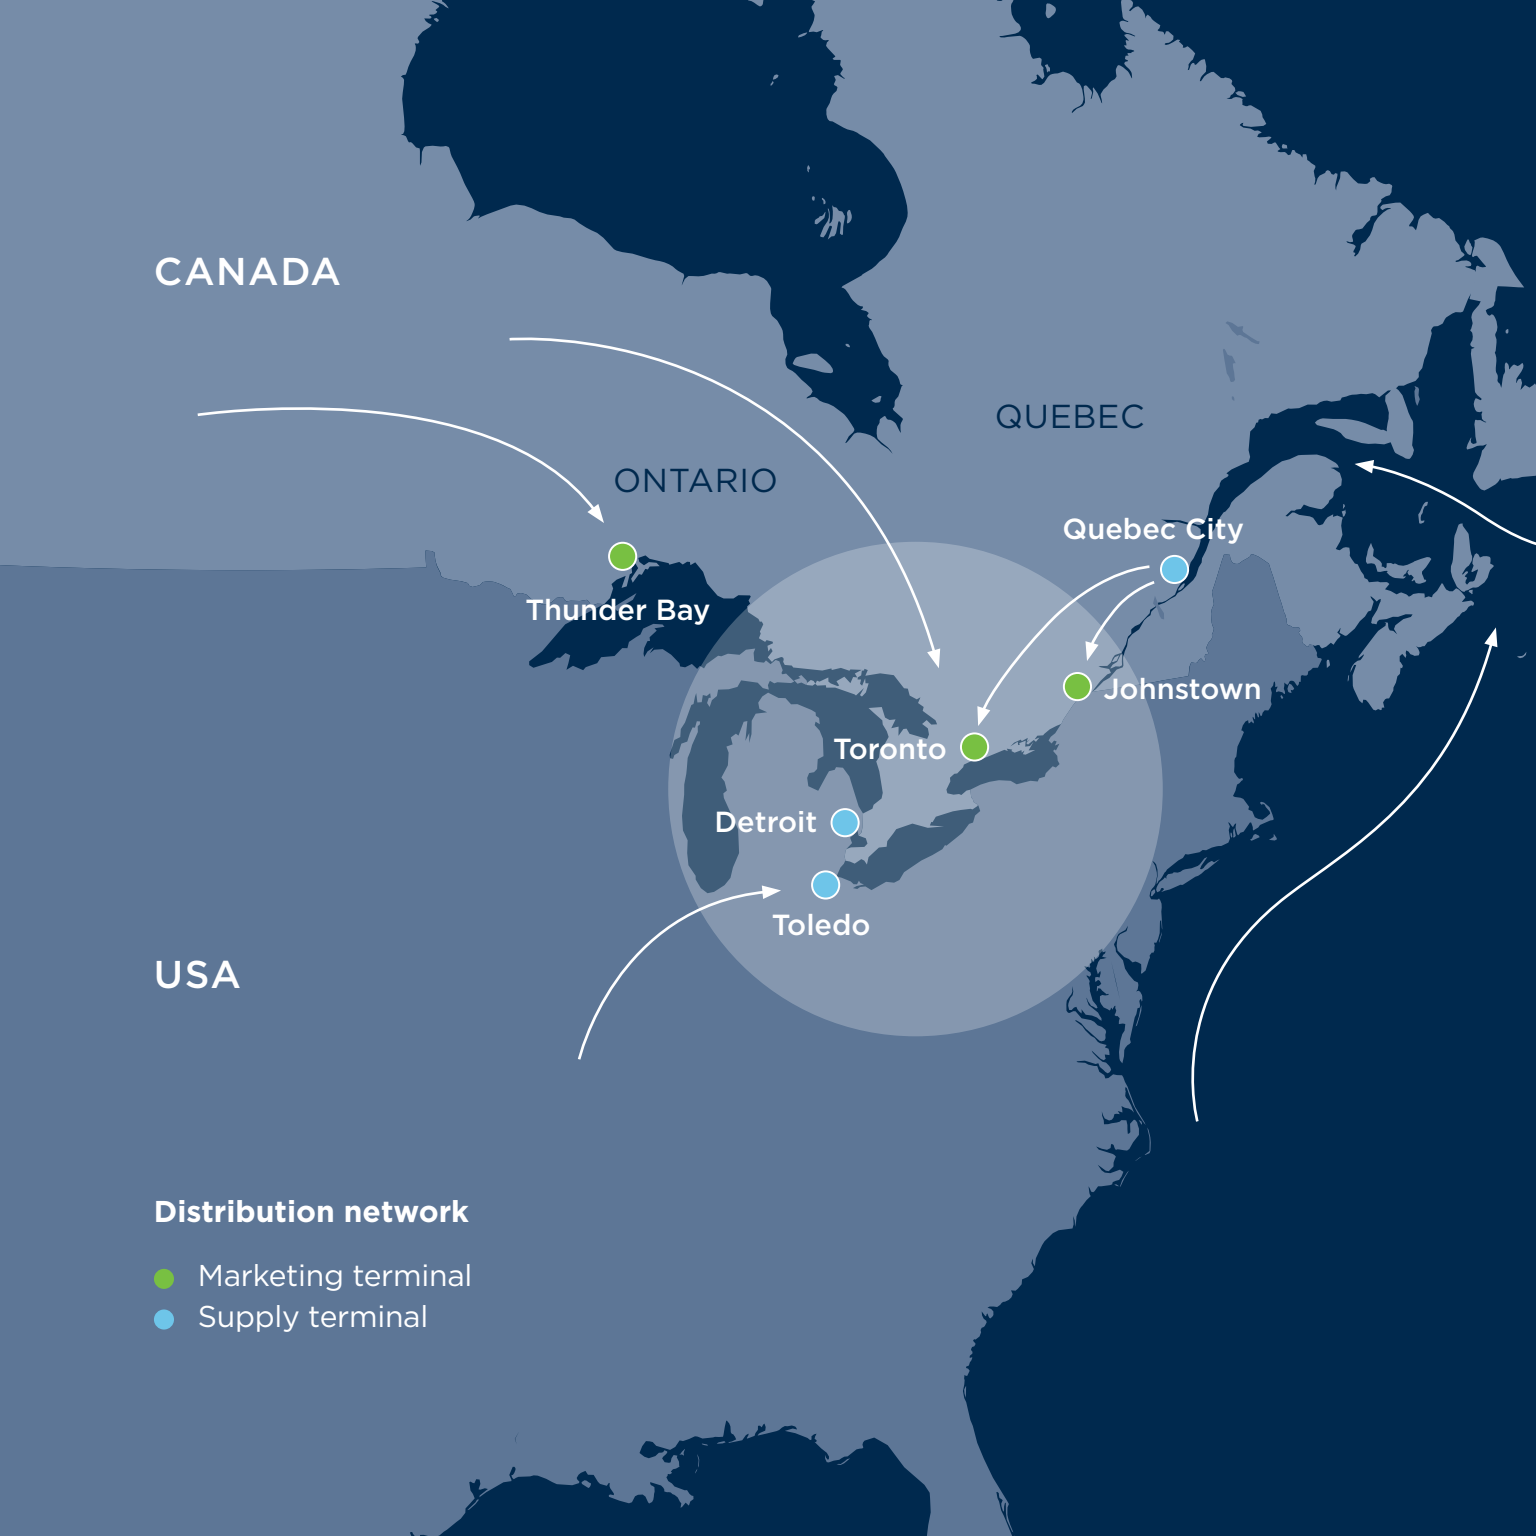 CANADA
QUEBEC
ONTARIO
Quebec City
Thunder Bay
Johnstown
Toronto
Detroit
Toledo
USA
Distribution network
Marketing terminal
Supply terminal